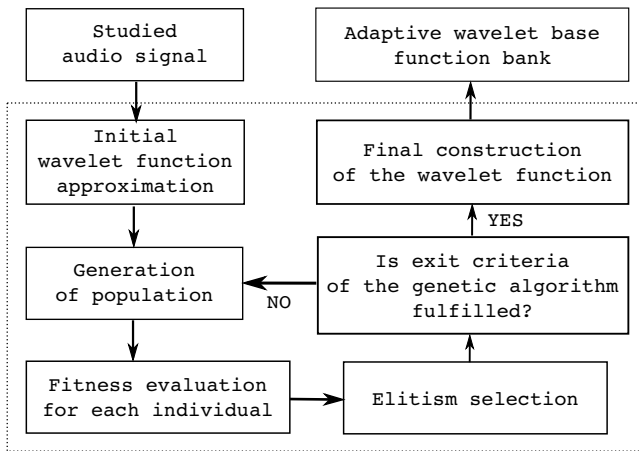 Studied
audio signal
Adaptive wavelet base
function bank
Initial
wavelet function
approximation
Final construction
of the wavelet function
YES
Generation
of population
NO
Is exit criteria
of the genetic algorithm
fulfilled?
Fitness evaluation
for each individual
Elitism selection